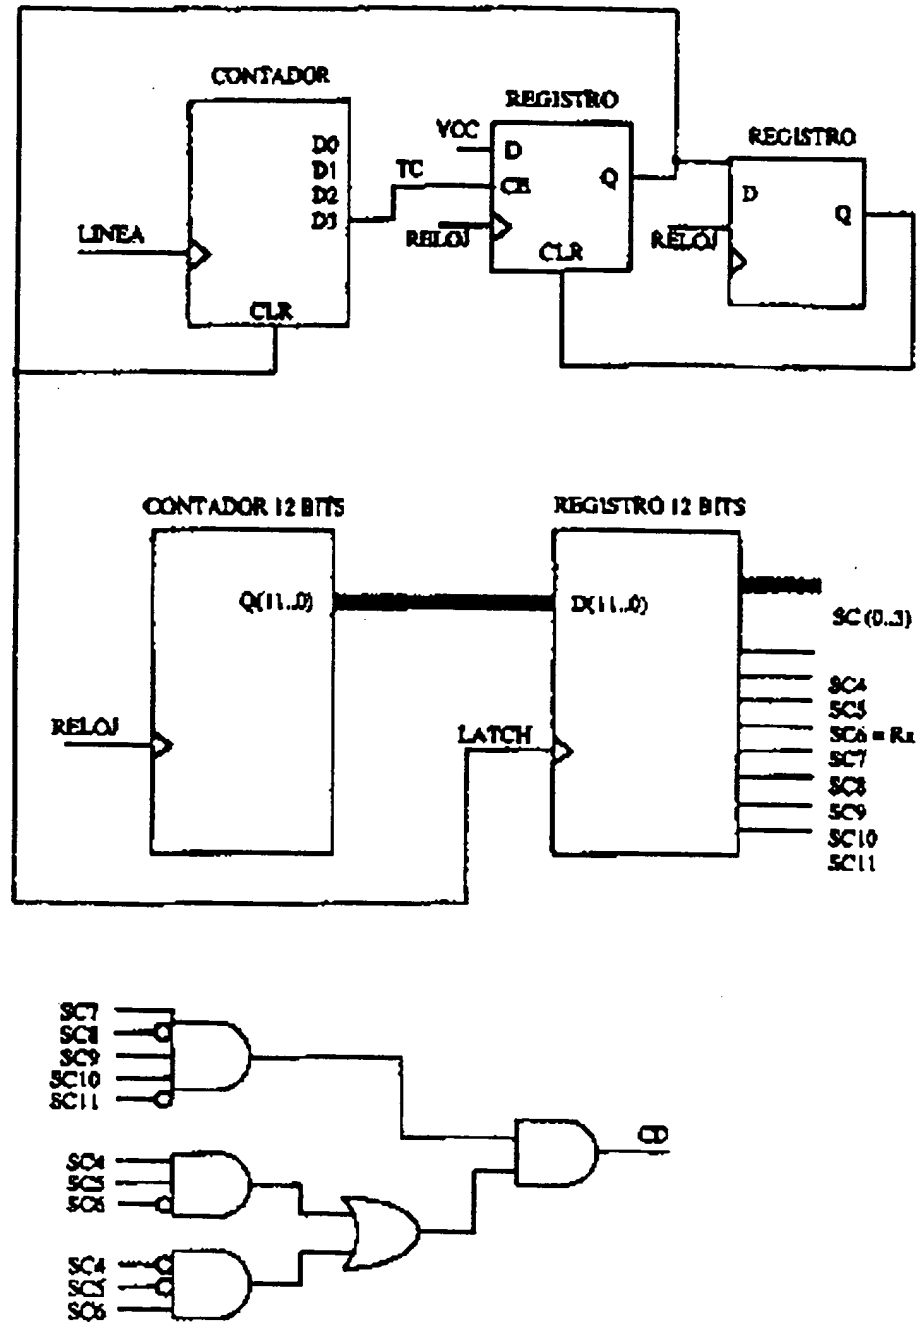 CONTADOR
D0
D1
D2
D3
LINEA
CLR
TC
REGISTRO
VCC
D
CE
Q
RELOJ
CLR
REGISTRO
D
Q
RELOJ
CONTADOR 12 BITS
Q(11..0)
RELOJ
REGISTRO 12 BITS
D(11..0)
LATCH
SC (0..3)
SC4
SC5
SC6 = Rx
SC7
SC8
SC9
SC10
SC11
SC7
SC8
SC9
SC10
SC11
SC4
SC5
SC6
SC4
SC5
SC6
CD